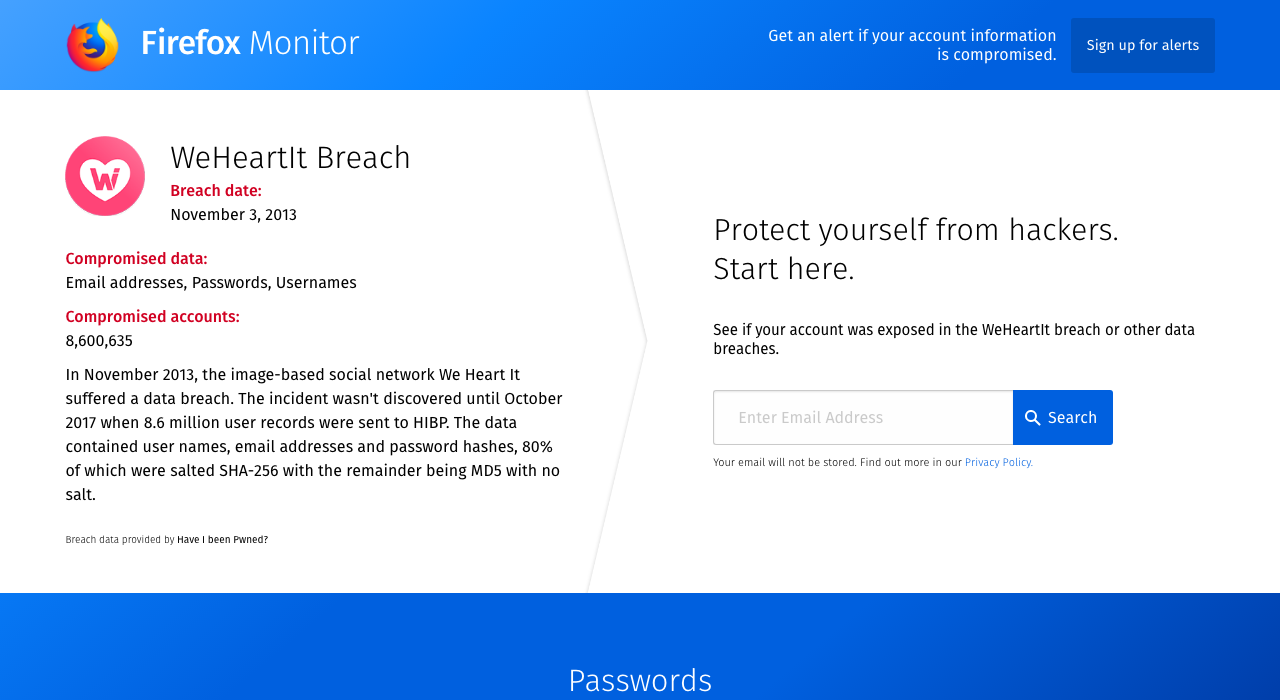 Firefox Monitor
Get an alert if your account information
is compromised.
Sign up for alerts
WeHeartIt Breach
Breach date:
November 3, 2013
Compromised data:
Email addresses, Passwords, Usernames
Compromised accounts:
8,600,635
In November 2013, the image-based social network We Heart It
suffered a data breach. The incident wasn't discovered until October
2017 when 8.6 million user records were sent to HIBP. The data
contained user names, email addresses and password hashes, 80%
of which were salted SHA-256 with the remainder being MD5 with no
salt.
Breach data provided by Have I been Pwned?
Protect yourself from hackers.
Start here.
See if your account was exposed in the WeHeartIt breach or other data
breaches.
Enter Email Address
Search
Your email will not be stored. Find out more in our Privacy Policy.
Passwords